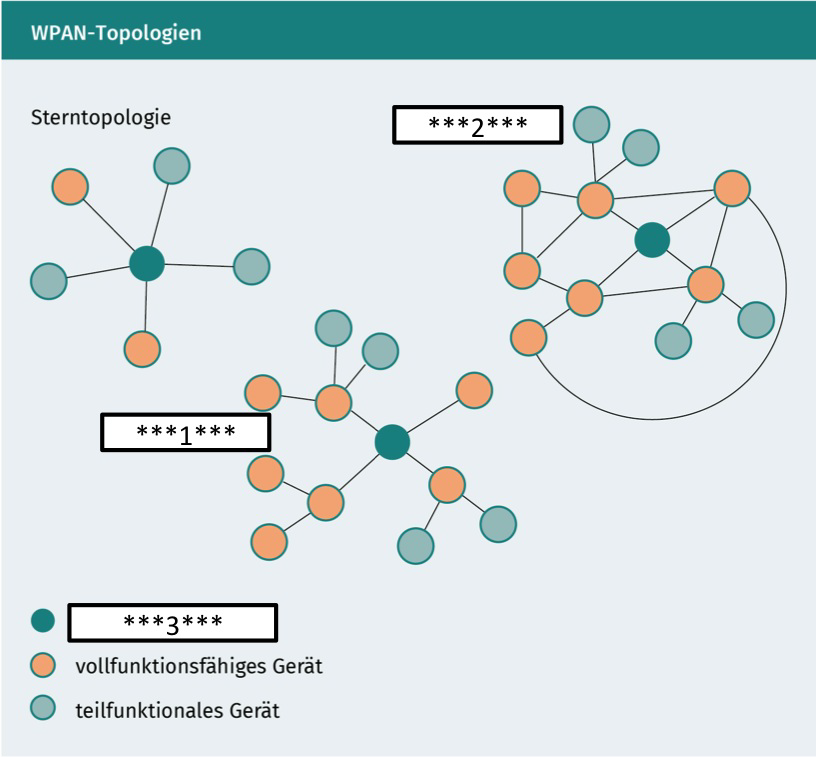 WPAN-Topologien
Sterntopologie
***2***
***1***
***3***
vollfunktionsfähiges Gerät
teilfunktionales Gerät